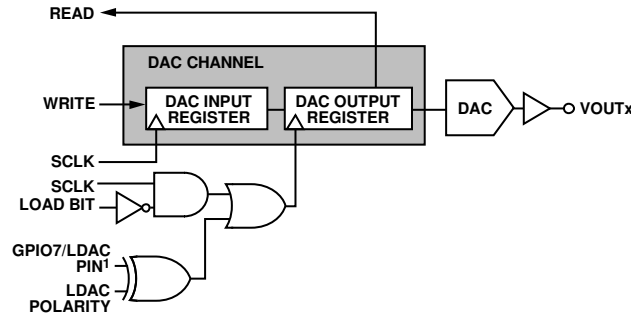 READ
DAC CHANNEL
WRITE
DAC INPUT
REGISTER
DAC OUTPUT
REGISTER
DAC
VOUTx
SCLK
SCLK
LOAD BIT
GPIO7/LDAC
PIN1
LDAC
POLARITY